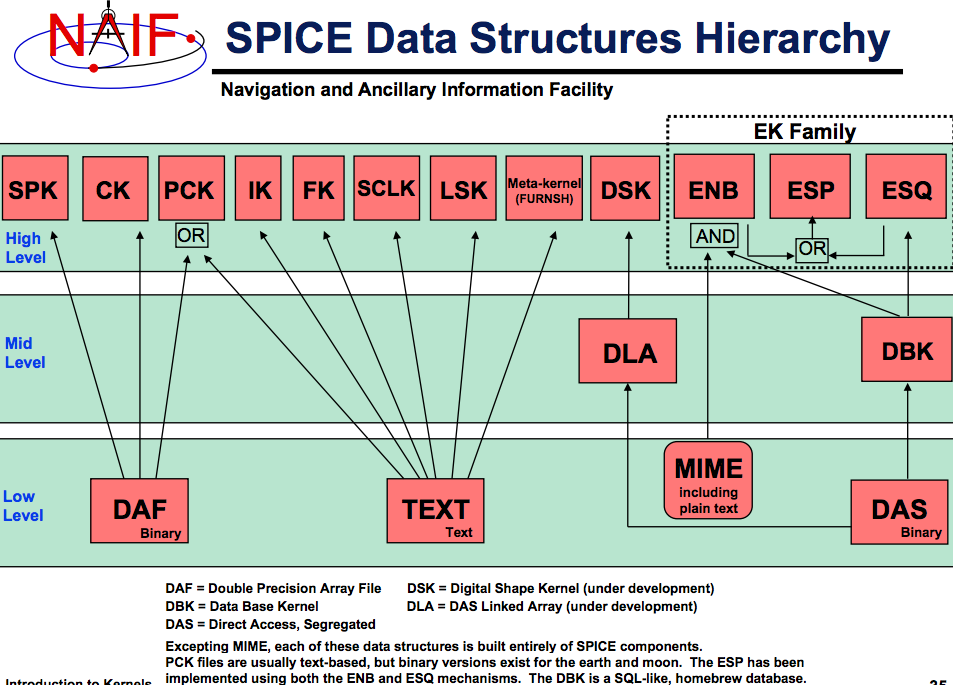 NAIF
SPICE Data Structures Hierarchy
Navigation and Ancillary Information Facility
EK Family
SPK
CK
PCK
IK
FK
SCLK
LSK
Meta-kernel
(FURNSH)
DSK
ENB
ESP
ESQ
High
Level
OR
AND
OR
Mid
Level
DLA
DBK
Low
Level
DAF
Binary
TEXT
Text
MIME
including
plain text
DAS
Binary
DAF = Double Precision Array File
DSK = Digital Shape Kernel (under development)
DBK = Data Base Kernel
DLA = DAS Linked Array (under development)
DAS = Direct Access, Segregated
Excepting MIME, each of these data structures is built entirely of SPICE components.
PCK files are usually text-based, but binary versions exist for the earth and moon. The ESP has been
implemented using both the ENB and ESQ mechanisms. The DBK is a SQL-like, homebrew database.
Introduction to Kernels